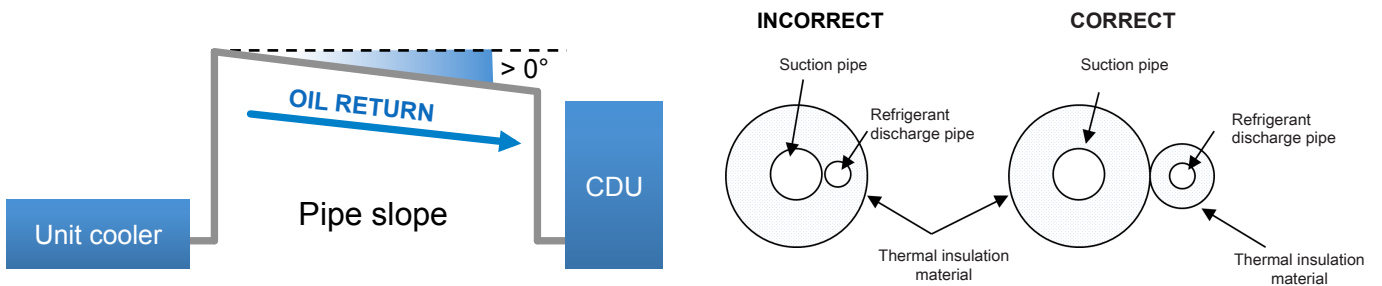 > 0°
OIL RETURN
Unit cooler
Pipe slope
CDU
INCORRECT
Suction pipe
Refrigerant
discharge pipe
CORRECT
Suction pipe
Refrigerant
discharge pipe
Thermal insulation
material
Thermal insulation
material